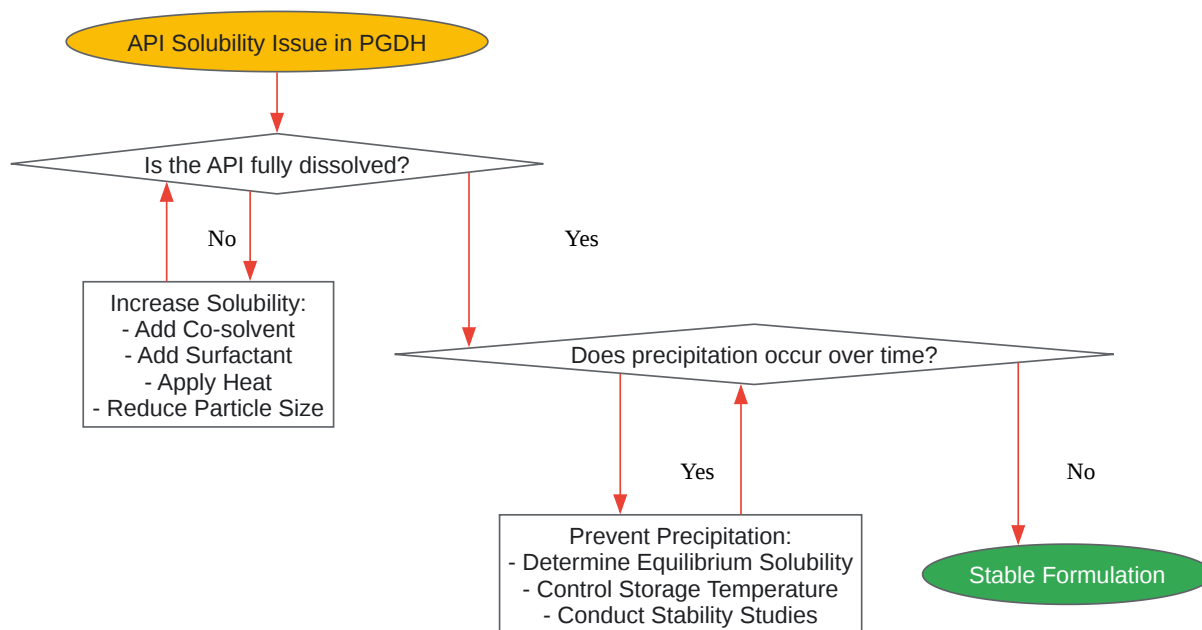 API Solubility Issue in PGDH
Is the API fully dissolved?
No
Yes
Increase Solubility:
- Add Co-solvent
- Add Surfactant
- Apply Heat
- Reduce Particle Size
Does precipitation occur over time?
Yes
No
Prevent Precipitation:
- Determine Equilibrium Solubility
- Control Storage Temperature
- Conduct Stability Studies
Stable Formulation